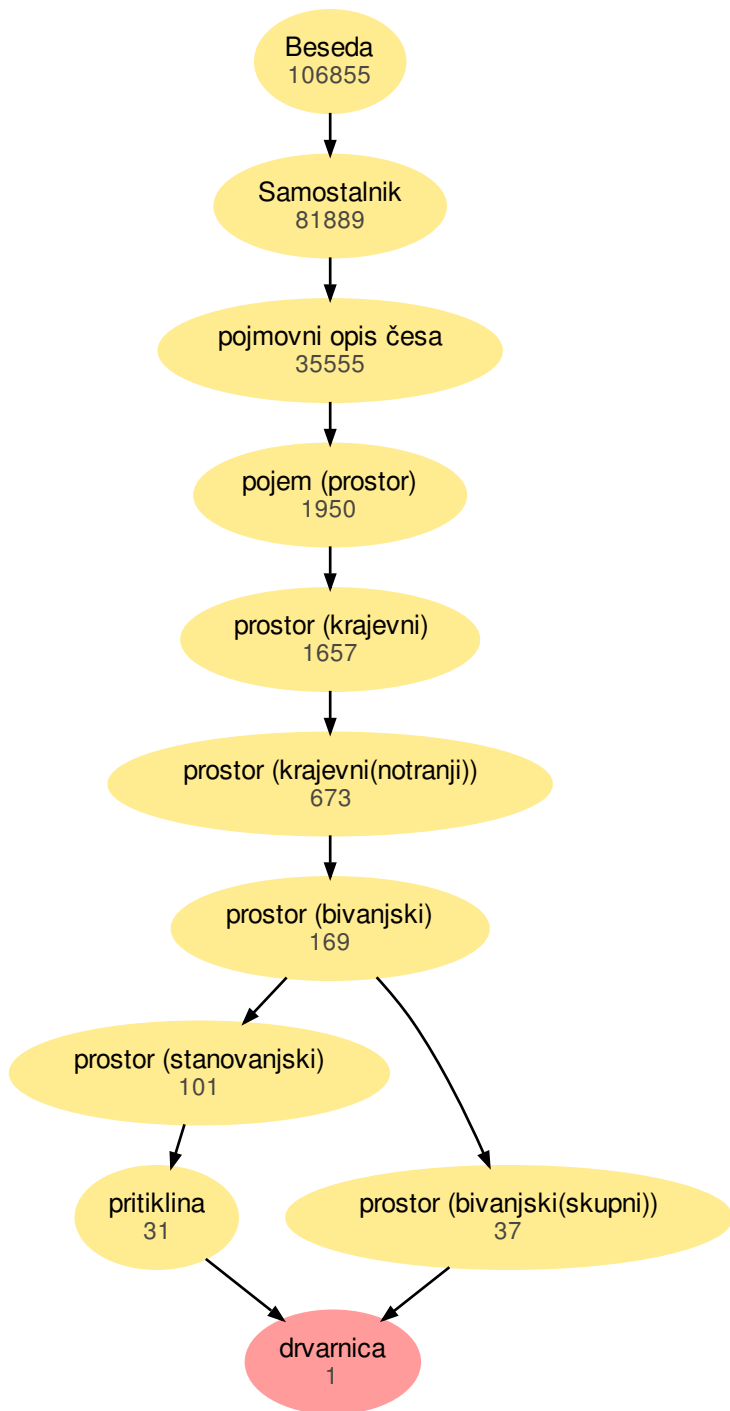 Beseda
106855
Samostalnik
81889
pojmovni opis česa
35555
pojem (prostor)
1950
prostor (krajevni)
1657
prostor (krajevni(notranji))
673
prostor (bivanjski)
169
prostor (stanovanjski)
101
pritiklina
31
prostor (bivanjski(skupni))
37
drvarnica
1